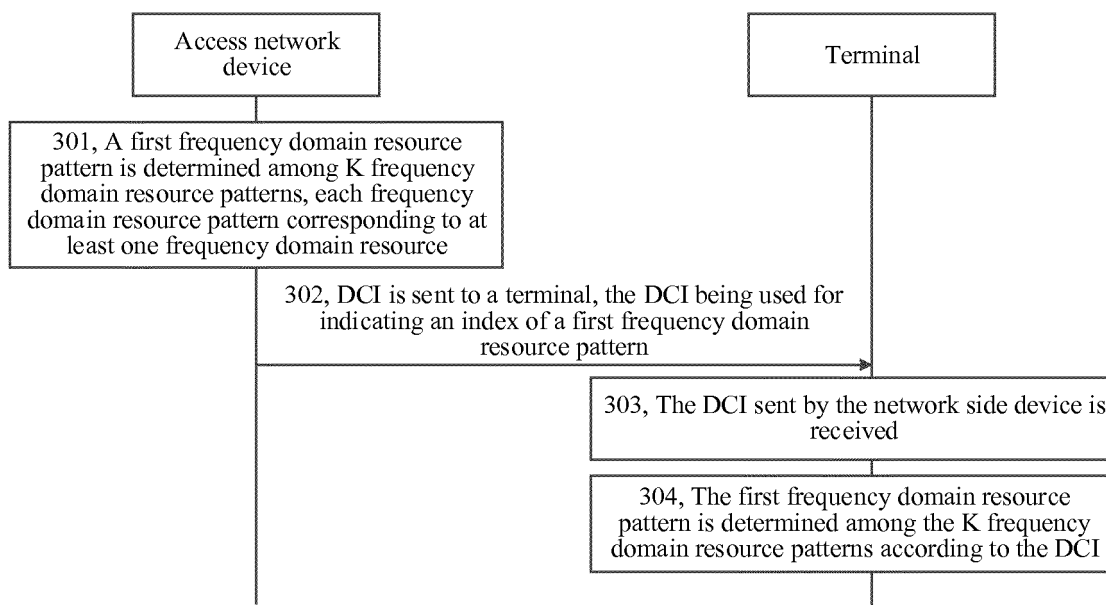 Access network
device
Terminal
301, A first frequency domain resource
pattern is determined among K frequency
domain resource patterns, each frequency
domain resource pattern corresponding to at
least one frequency domain resource
302, DCI is sent to a terminal, the DCI being used for
indicating an index of a first frequency domain
resource pattern
303, The DCI sent by the network side device is
received
304, The first frequency domain resource
pattern is determined among the K frequency
domain resource patterns according to the DCI